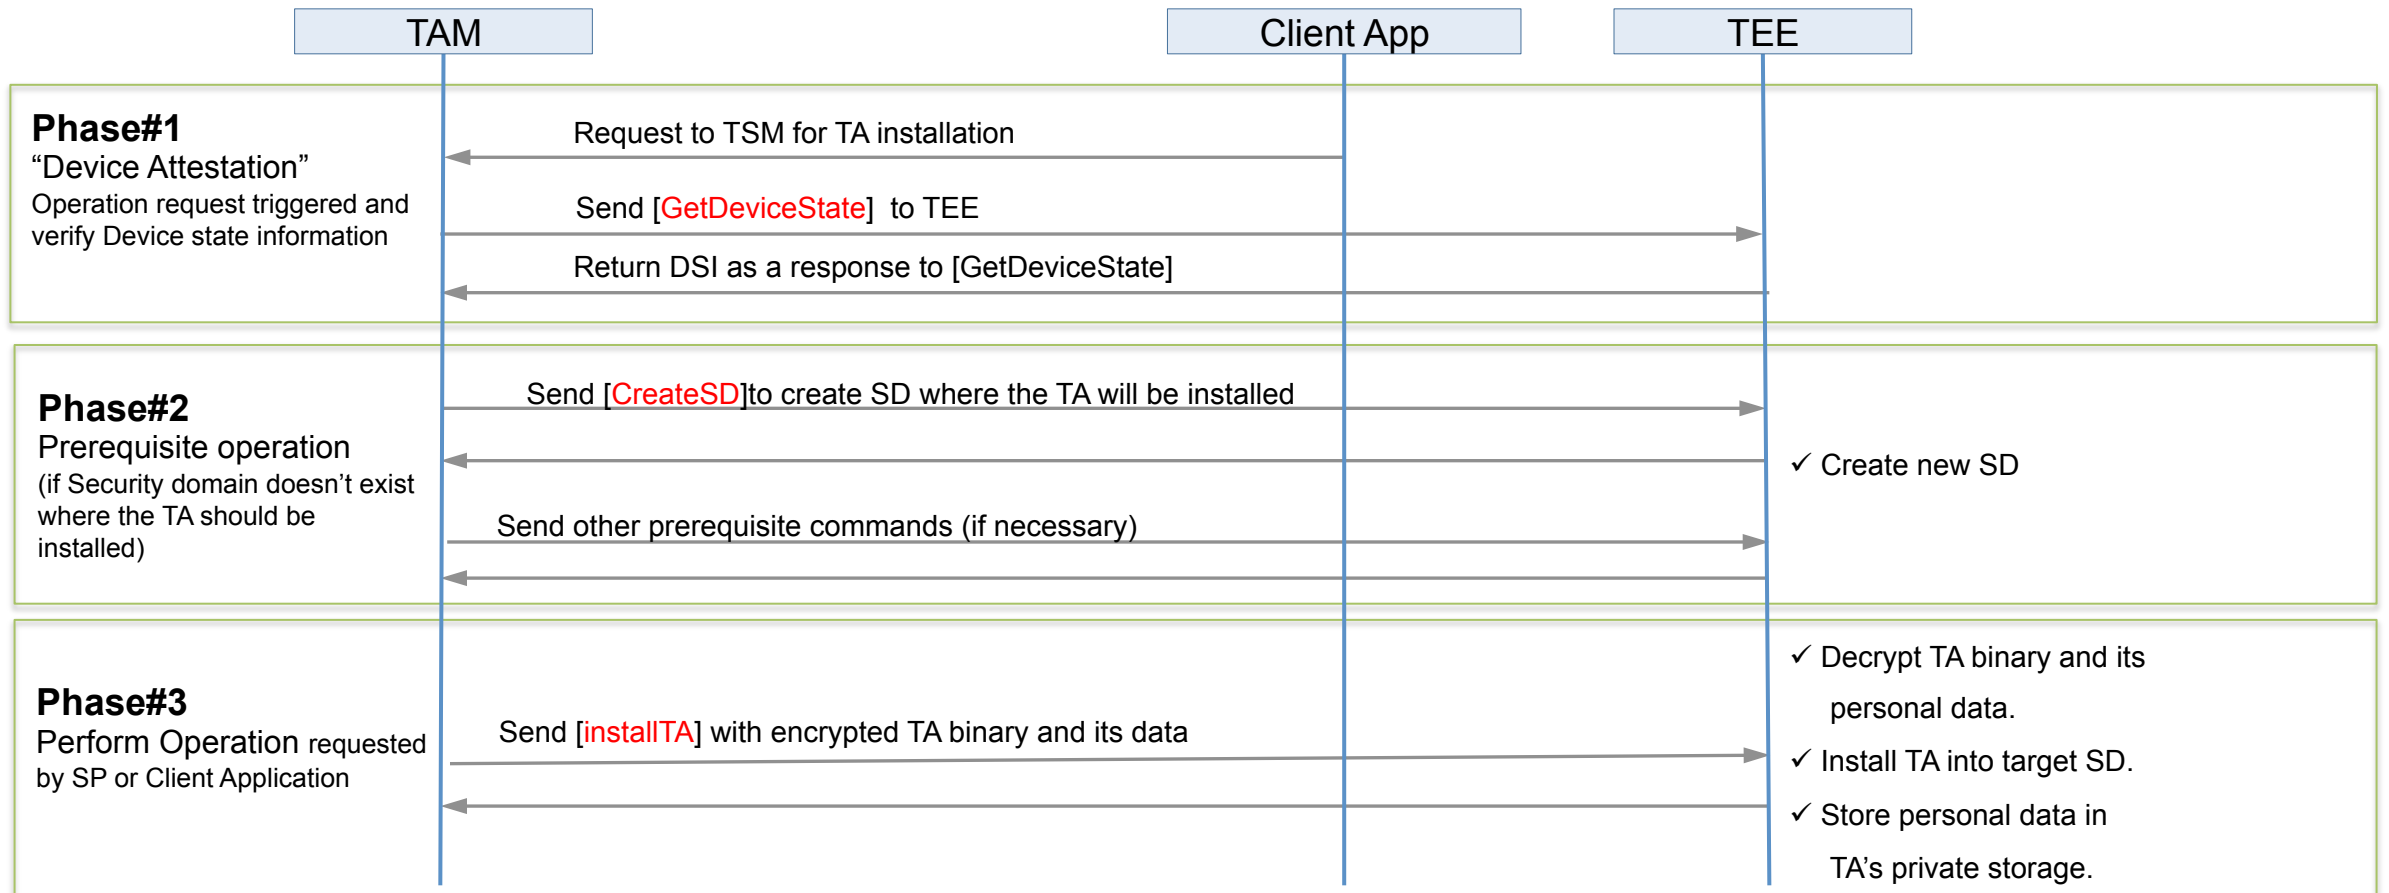 TAM
Client App
TEE
Phase#1
“Device Attestation”
Operation request triggered and
verify Device state information
Request to TSM for TA installation
Send [GetDeviceState]  to TEE
Return DSI as a response to [GetDeviceState]
Phase#2
Prerequisite operation
(if Security domain doesn’t exist
where the TA should be
installed)
Send [CreateSD]to create SD where the TA will be installed
✓ Create new SD
Send other prerequisite commands (if necessary)
Phase#3
Perform Operation requested
by SP or Client Application
Send [installTA] with encrypted TA binary and its data
✓ Decrypt TA binary and its
personal data.
✓ Install TA into target SD.
✓ Store personal data in
TA’s private storage.